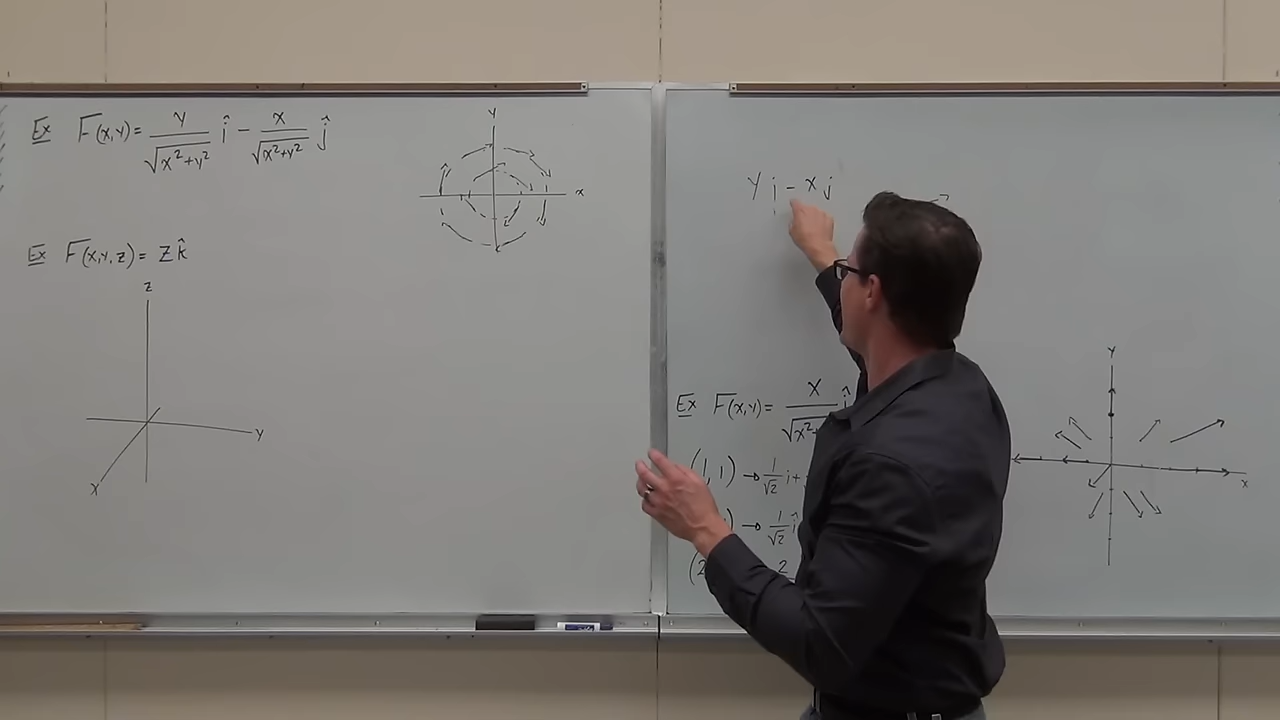 Ex F(x,y) = y/√(x²+y²) î − x/√(x²+y²) ĵ
y
x
Ex F(x,y,z) = z k̂
z
y
x
y i − x j
Ex F(x,y) = x/√x²+ î
(1, 1) → 1/√2 i +
) → 1/√2 î
(2 2
y
x